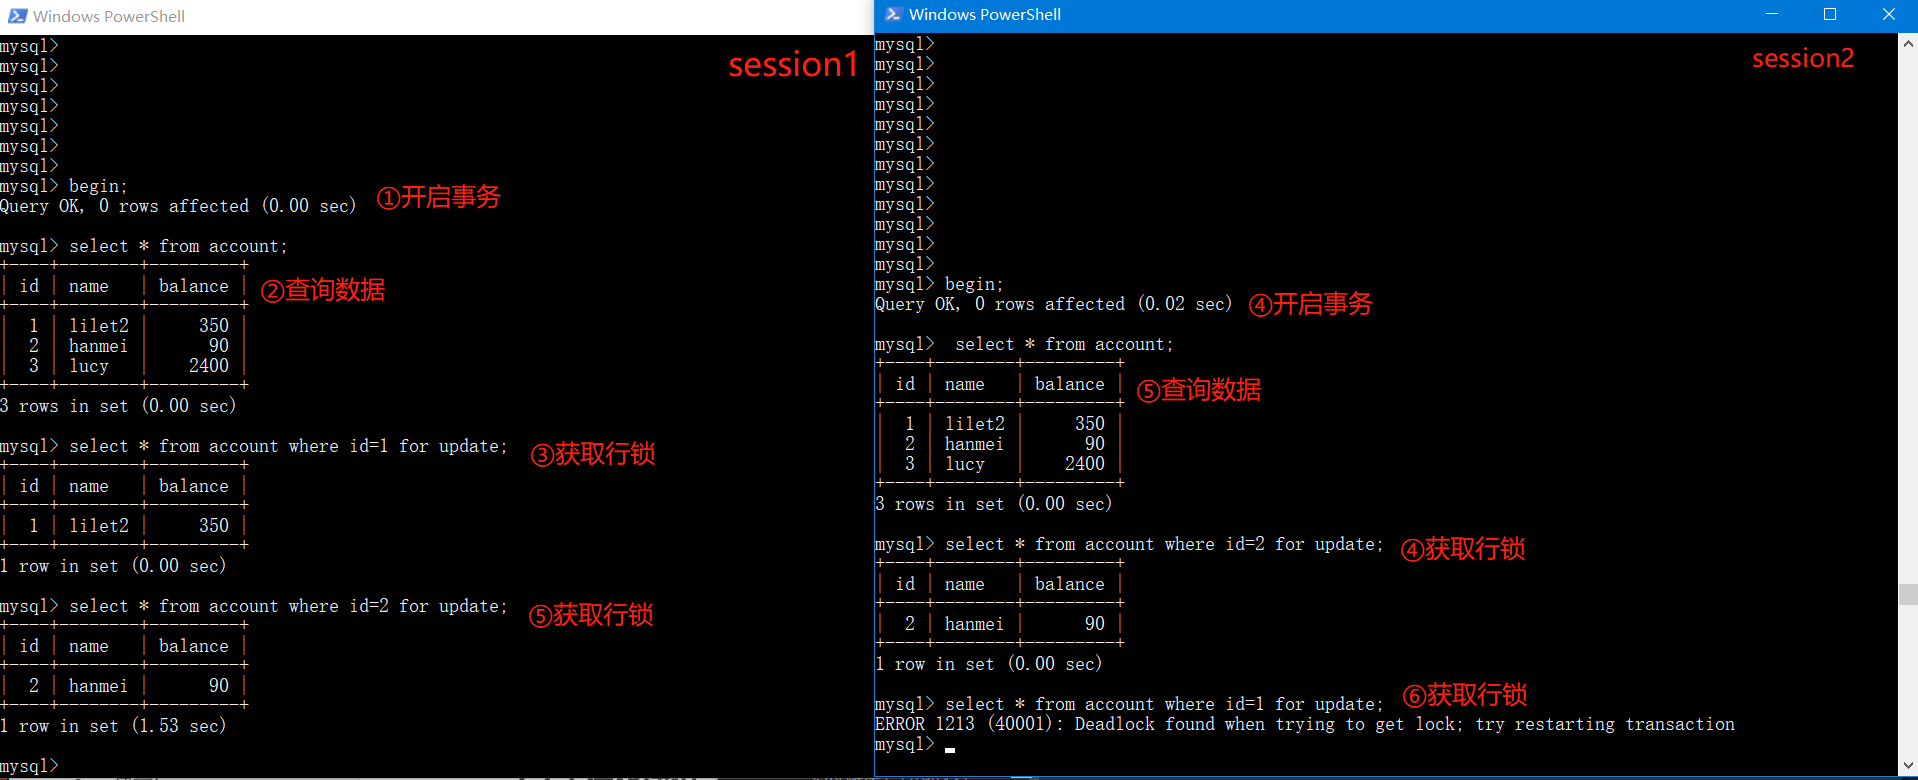 Windows PowerShell
session1
mysql>
mysql>
mysql>
mysql>
mysql>
mysql>
mysql>
mysql> begin;
Query OK, 0 rows affected (0.00 sec)
①开启事务
mysql> select * from account;
+----+--------+---------+
| id | name   | balance |
②查询数据
+----+--------+---------+
|  1 | lilet2 |     350 |
|  2 | hanmei |      90 |
|  3 | lucy   |    2400 |
+----+--------+---------+
3 rows in set (0.00 sec)
mysql> select * from account where id=1 for update;
③获取行锁
+----+--------+---------+
| id | name   | balance |
+----+--------+---------+
|  1 | lilet2 |     350 |
+----+--------+---------+
1 row in set (0.00 sec)
mysql> select * from account where id=2 for update;
⑤获取行锁
+----+--------+---------+
| id | name   | balance |
+----+--------+---------+
|  2 | hanmei |      90 |
+----+--------+---------+
1 row in set (1.53 sec)
mysql>
Windows PowerShell
session2
mysql>
mysql>
mysql>
mysql>
mysql>
mysql>
mysql>
mysql>
mysql>
mysql>
mysql>
mysql>
mysql> begin;
Query OK, 0 rows affected (0.02 sec)
④开启事务
mysql>  select * from account;
+----+--------+---------+
| id | name   | balance |
⑤查询数据
+----+--------+---------+
|  1 | lilet2 |     350 |
|  2 | hanmei |      90 |
|  3 | lucy   |    2400 |
+----+--------+---------+
3 rows in set (0.00 sec)
mysql> select * from account where id=2 for update;
④获取行锁
+----+--------+---------+
| id | name   | balance |
+----+--------+---------+
|  2 | hanmei |      90 |
+----+--------+---------+
1 row in set (0.00 sec)
mysql> select * from account where id=1 for update;
⑥获取行锁
ERROR 1213 (40001): Deadlock found when trying to get lock; try restarting transaction
mysql>